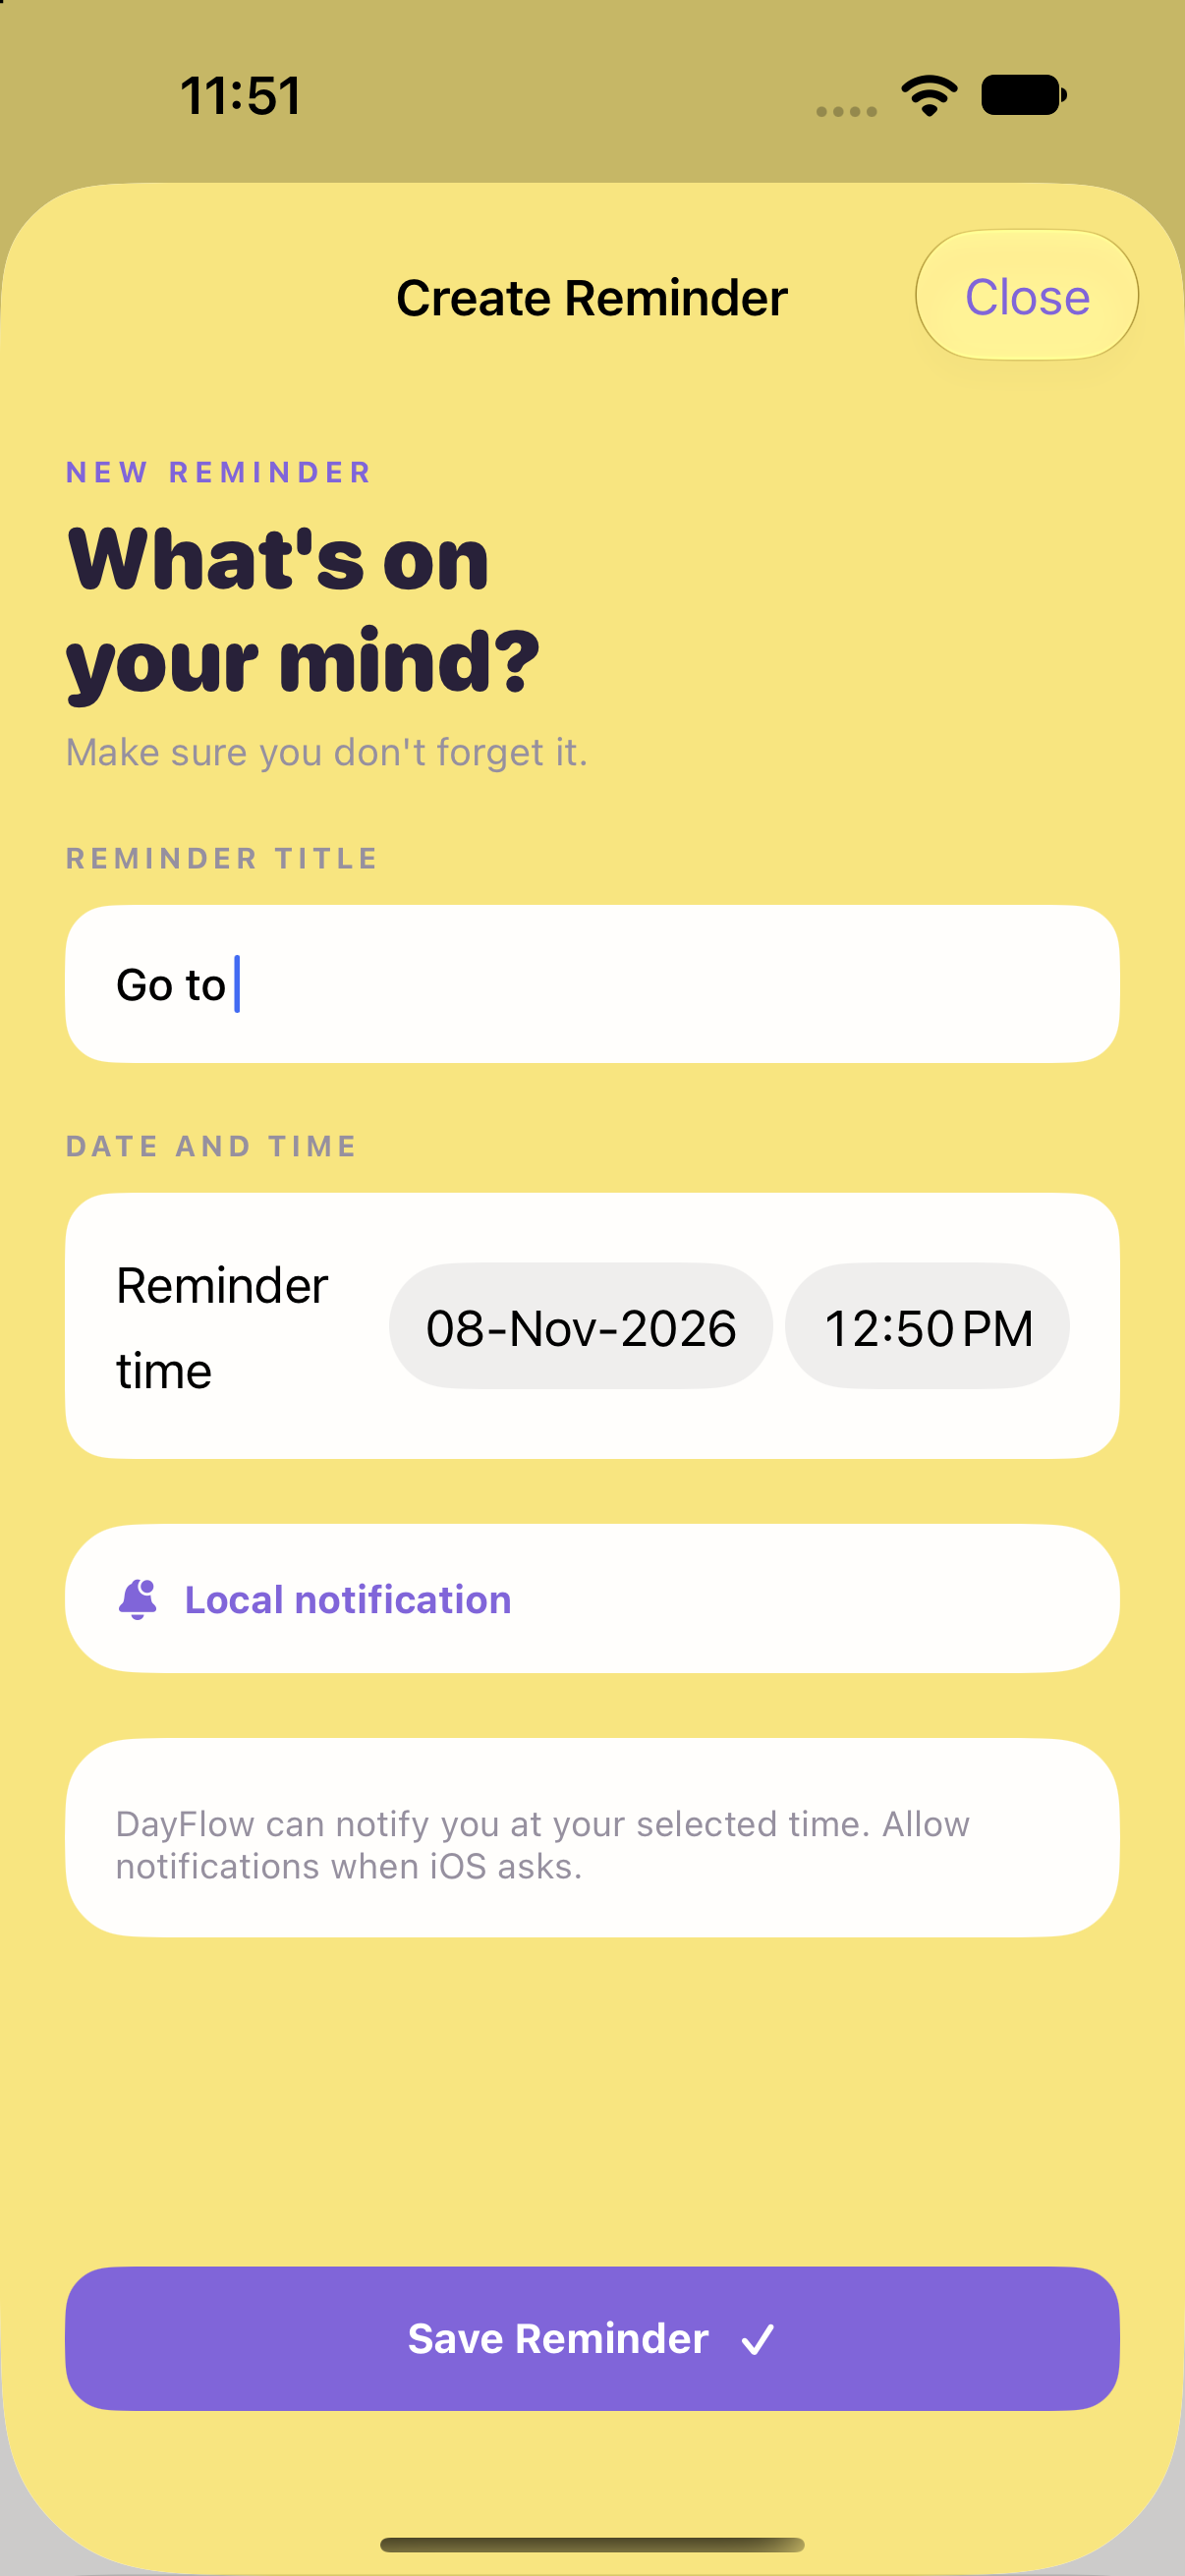 11:51
Create Reminder
Close
NEW REMINDER
What's on
your mind?
Make sure you don't forget it.
REMINDER TITLE
Go to
DATE AND TIME
Reminder
time
08-Nov-2026
12:50 PM
Local notification
DayFlow can notify you at your selected time. Allow
notifications when iOS asks.
Save Reminder